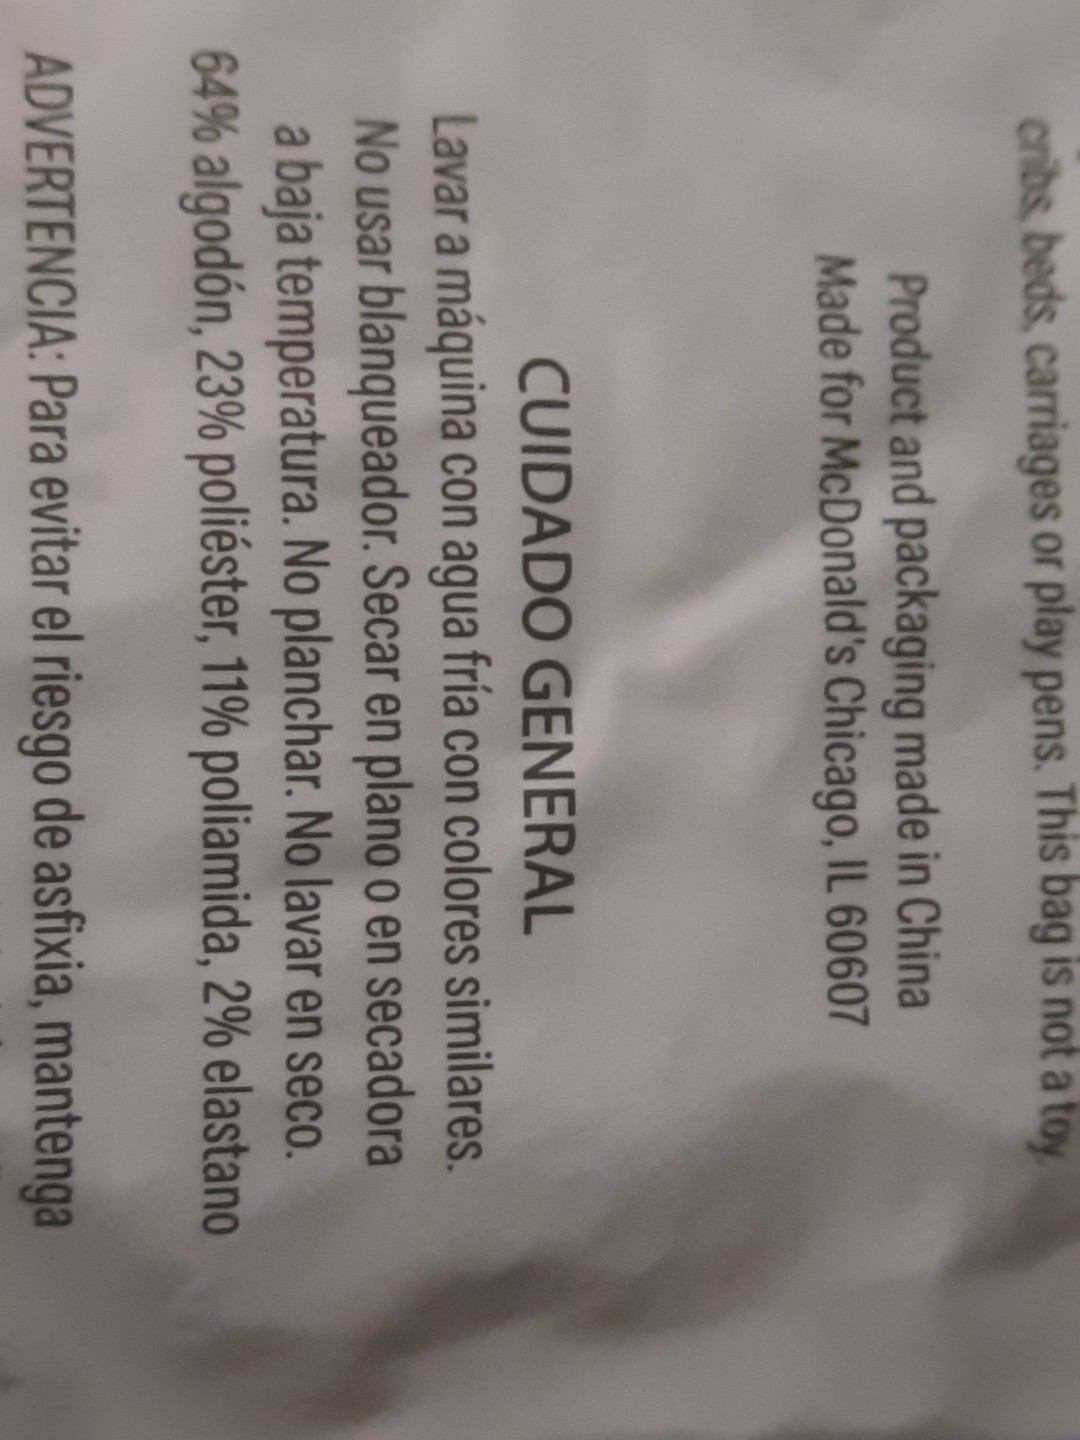 cribs, beds, carriages or play pens. This bag is not a toy.
Product and packaging made in China
Made for McDonald's Chicago, IL 60607
CUIDADO GENERAL
Lavar a máquina con agua fría con colores similares.
No usar blanqueador. Secar en plano o en secadora
a baja temperatura. No planchar. No lavar en seco.
64% algodón, 23% poliéster, 11% poliamida, 2% elastano
ADVERTENCIA: Para evitar el riesgo de asfixia, mantenga